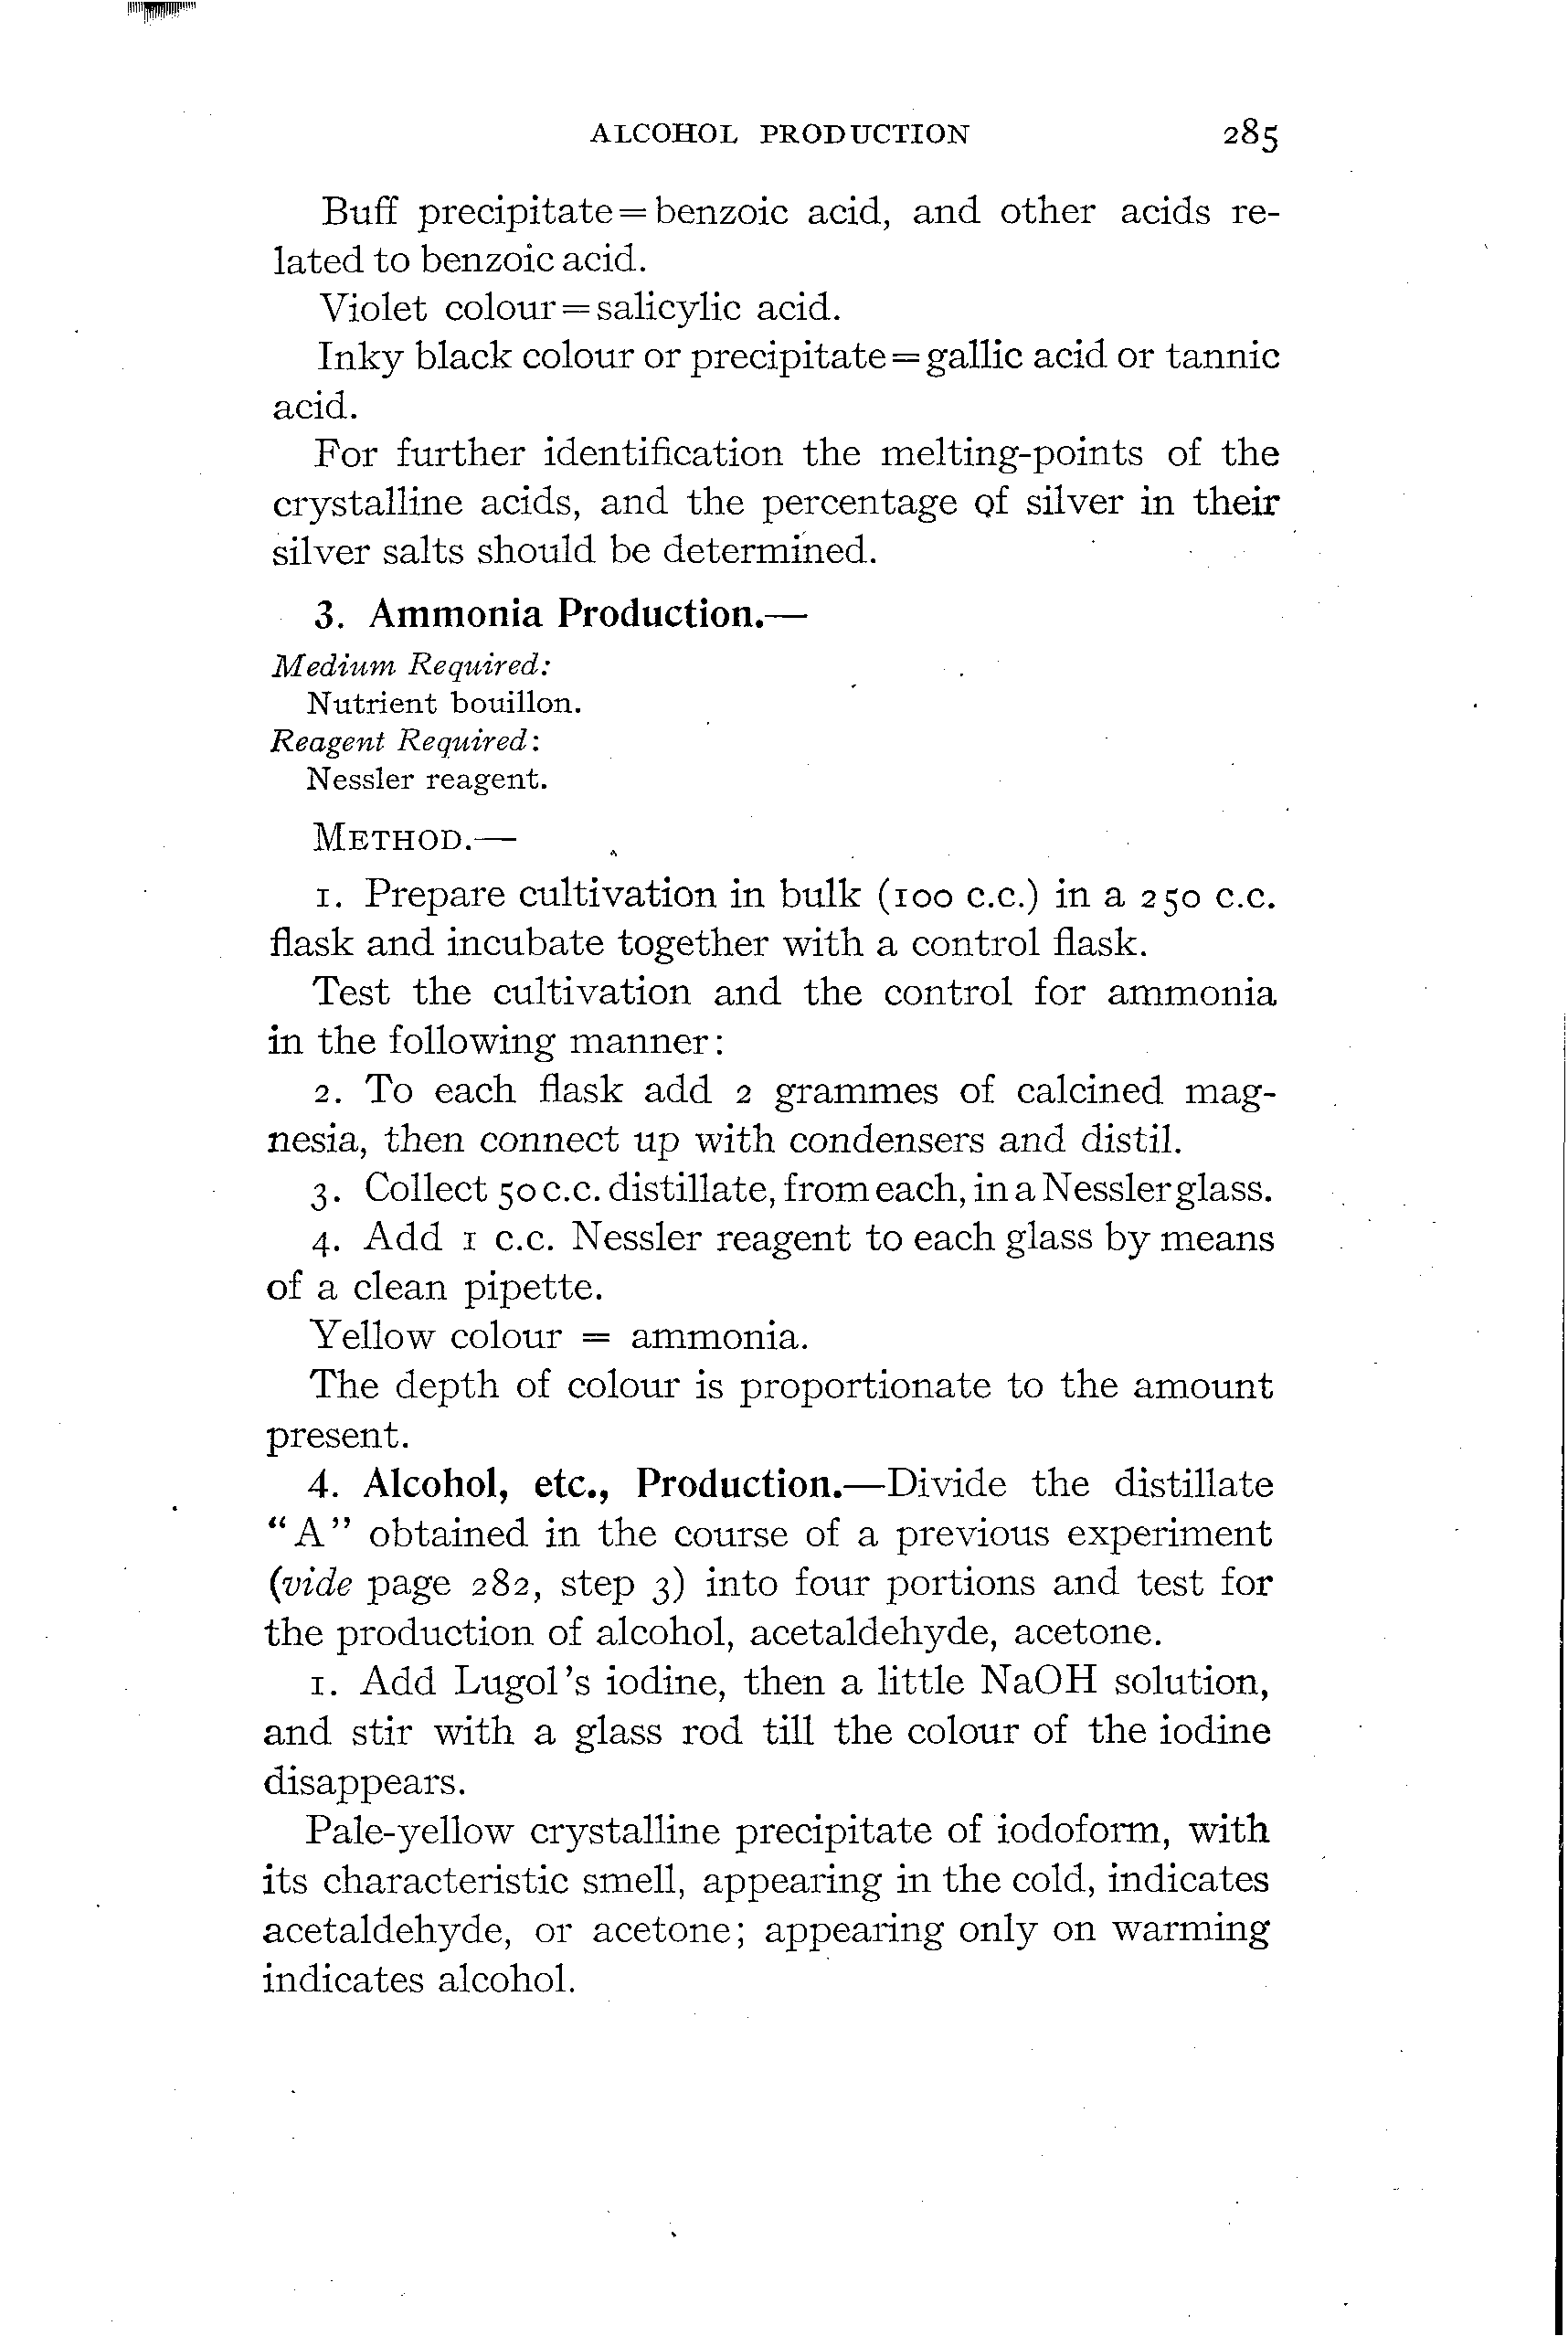 ALCOHOL PRODUCTION 285
Buff precipitate=benzoic acid, and other acids re-
lated to benzoic acid.
Violet colour=salicylic acid.
Inky black colour or precipitate=gallic acid or tannic
acid.
For further identification the melting-points of the
crystalline acids, and the percentage of silver in their
silver salts should be determined.
3. Ammonia Production.—
Medium Required:
Nutrient bouillon.
Reagent Required:
Nessler reagent.
METHOD.—
1. Prepare cultivation in bulk (100 c.c.) in a 250 c.c.
flask and incubate together with a control flask.
Test the cultivation and the control for ammonia
in the following manner:
2. To each flask add 2 grammes of calcined mag-
nesia, then connect up with condensers and distil.
3. Collect 50 c.c. distillate, from each, in a Nessler glass.
4. Add 1 c.c. Nessler reagent to each glass by means
of a clean pipette.
Yellow colour = ammonia.
The depth of colour is proportionate to the amount
present.
4. Alcohol, etc., Production.—Divide the distillate
"A" obtained in the course of a previous experiment
(vide page 282, step 3) into four portions and test for
the production of alcohol, acetaldehyde, acetone.
1. Add Lugol's iodine, then a little NaOH solution,
and stir with a glass rod till the colour of the iodine
disappears.
Pale-yellow crystalline precipitate of iodoform, with
its characteristic smell, appearing in the cold, indicates
acetaldehyde, or acetone; appearing only on warming
indicates alcohol.